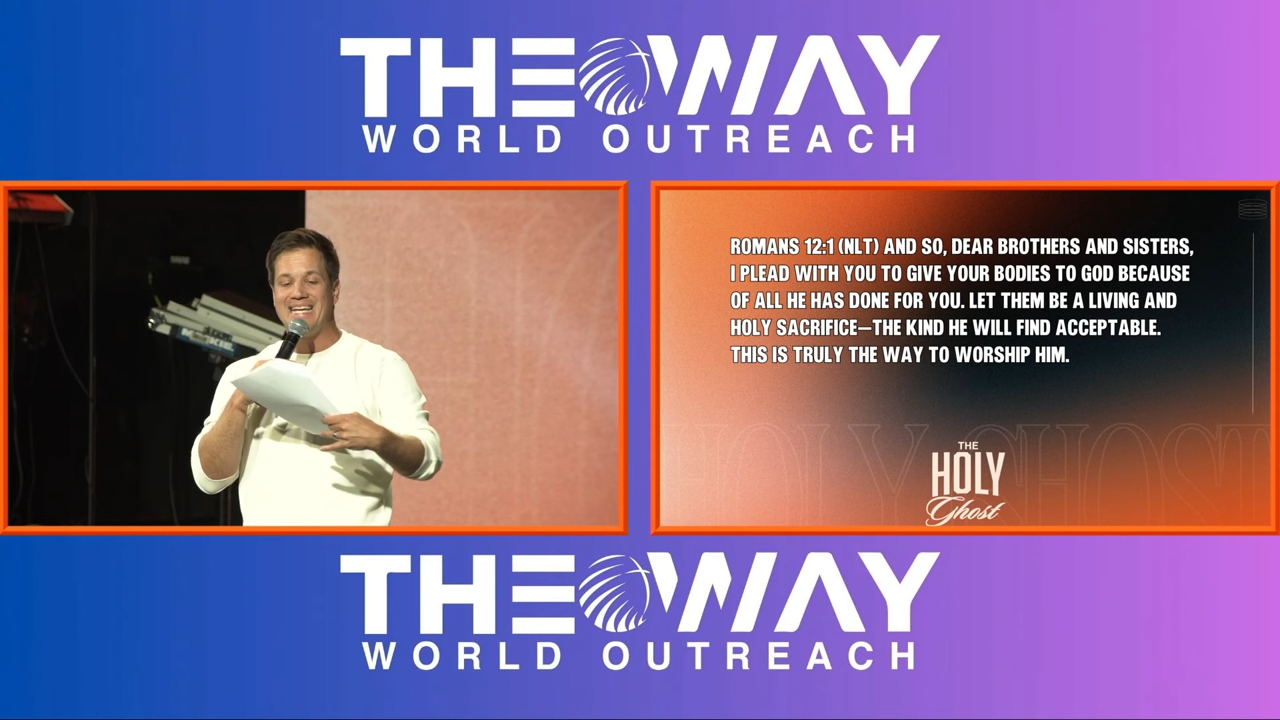 THE WAY
WORLD OUTREACH
ROMANS 12:1 (NLT) AND SO, DEAR BROTHERS AND SISTERS,
I PLEAD WITH YOU TO GIVE YOUR BODIES TO GOD BECAUSE
OF ALL HE HAS DONE FOR YOU. LET THEM BE A LIVING AND
HOLY SACRIFICE—THE KIND HE WILL FIND ACCEPTABLE.
THIS IS TRULY THE WAY TO WORSHIP HIM.
HOLY GHOST
THE
HOLY
Ghost
THE WAY
WORLD OUTREACH